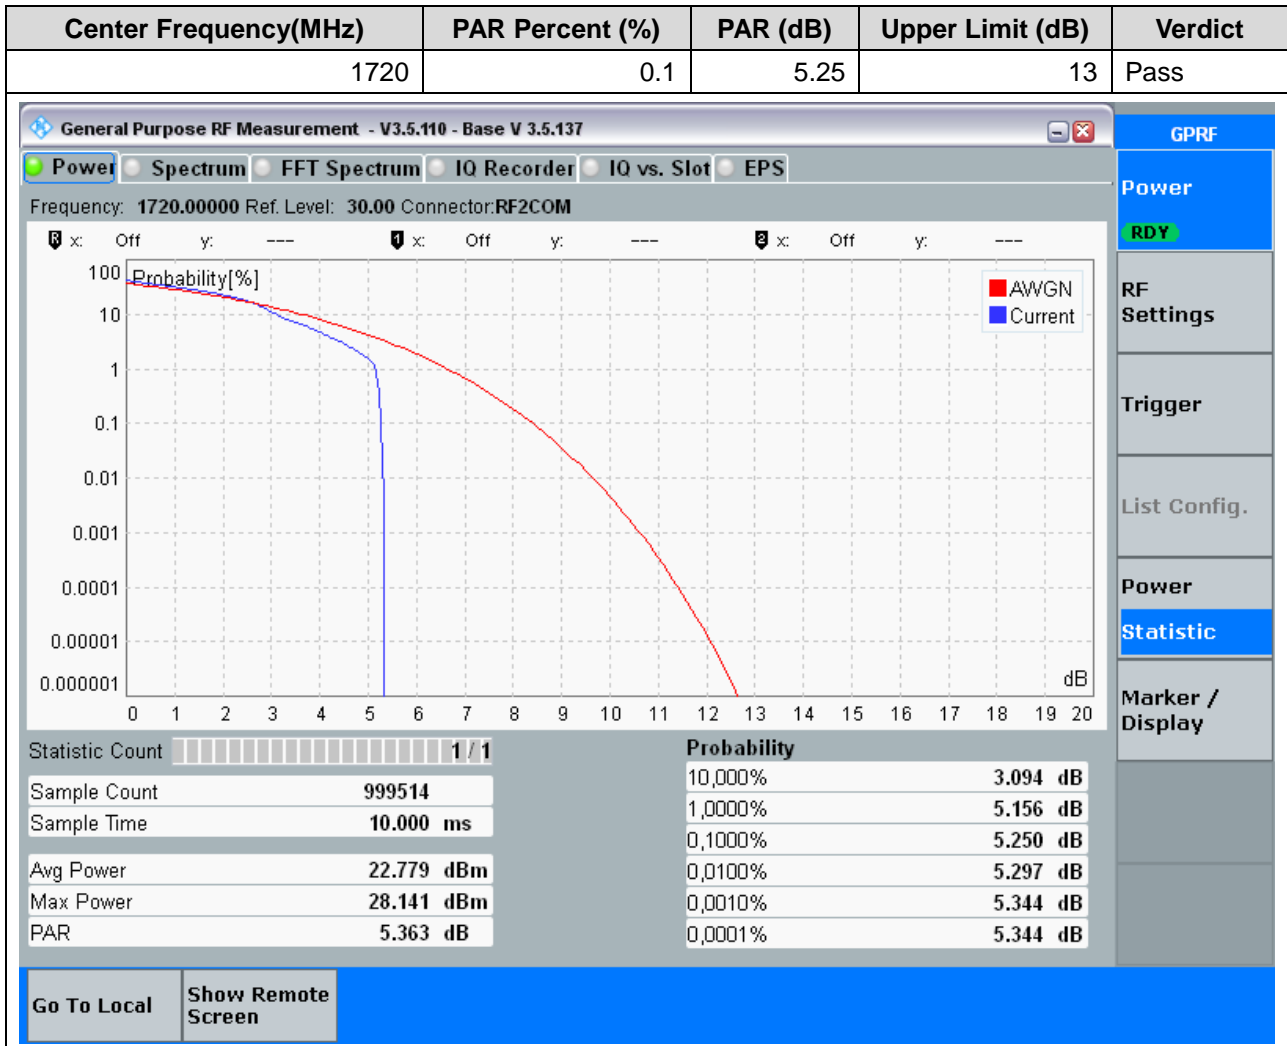 Center Frequency(MHz) PAR Percent (%) PAR (dB) Upper Limit (dB) Verdict
1720 0.1 5.25 13 Pass
General Purpose RF Measurement - V3.5.110 - Base V 3.5.137
GPRF
Power Spectrum FFT Spectrum IQ Recorder IQ vs. Slot EPS
Power
RDY
Frequency: 1720.00000 Ref. Level: 30.00 Connector:RF2COM
R x: Off y: --- 1 x: Off y: --- 2 x: Off y: ---
Probability[%]
AWGN
Current
100
10
1
0.1
0.01
0.001
0.0001
0.00001
0.000001
dB
0 1 2 3 4 5 6 7 8 9 10 11 12 13 14 15 16 17 18 19 20
RF
Settings
Trigger
List Config.
Power
Statistic
Marker /
Display
Statistic Count 1 / 1
Sample Count 999514
Sample Time 10.000 ms
Avg Power 22.779 dBm
Max Power 28.141 dBm
PAR 5.363 dB
Probability
10,000% 3.094 dB
1,0000% 5.156 dB
0,1000% 5.250 dB
0,0100% 5.297 dB
0,0010% 5.344 dB
0,0001% 5.344 dB
Go To Local
Show Remote
Screen